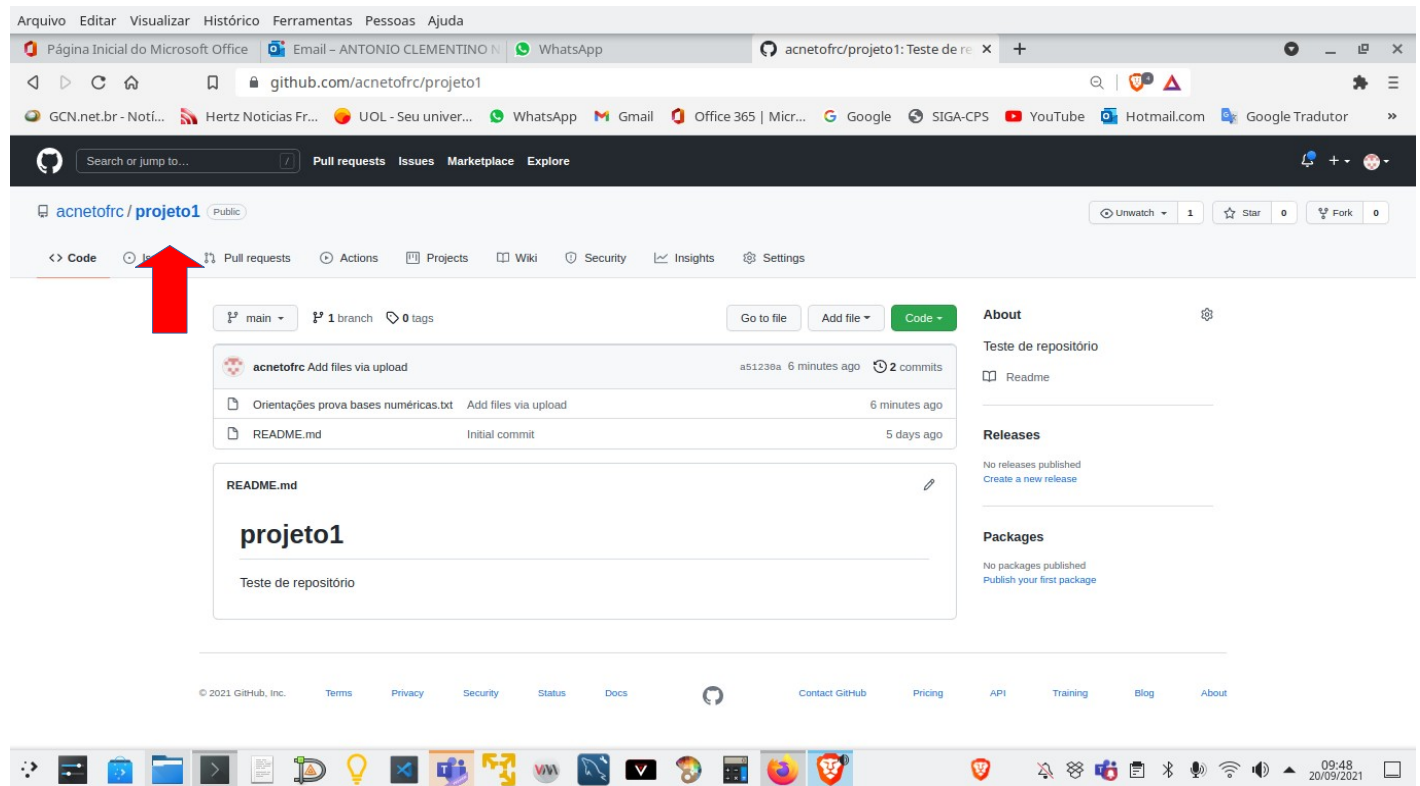 Arquivo Editar Visualizar Histórico Ferramentas Pessoas Ajuda
Página Inicial do Microsoft Office Email – ANTONIO CLEMENTINO N WhatsApp acnetofrc/projeto1: Teste de re
github.com/acnetofrc/projeto1
GCN.net.br - Notí... Hertz Noticias Fr... UOL - Seu univer... WhatsApp Gmail Office 365 | Micr... Google SIGA-CPS YouTube Hotmail.com Google Tradutor »
Search or jump to... / Pull requests Issues Marketplace Explore
acnetofrc / projeto1 Public Unwatch 1 Star 0 Fork 0
<> Code Pull requests Actions Projects Wiki Security Insights Settings
main 1 branch 0 tags Go to file Add file Code About
Teste de repositório
acnetofrc Add files via upload a51230a 6 minutes ago 2 commits
Readme
Orientações prova bases numéricas.txt Add files via upload 6 minutes ago
README.md Initial commit 5 days ago Releases
No releases published
Create a new release
README.md
projeto1
Packages
No packages published
Publish your first package
Teste de repositório
© 2021 GitHub, Inc. Terms Privacy Security Status Docs Contact GitHub Pricing API Training Blog About
09:48
20/09/2021